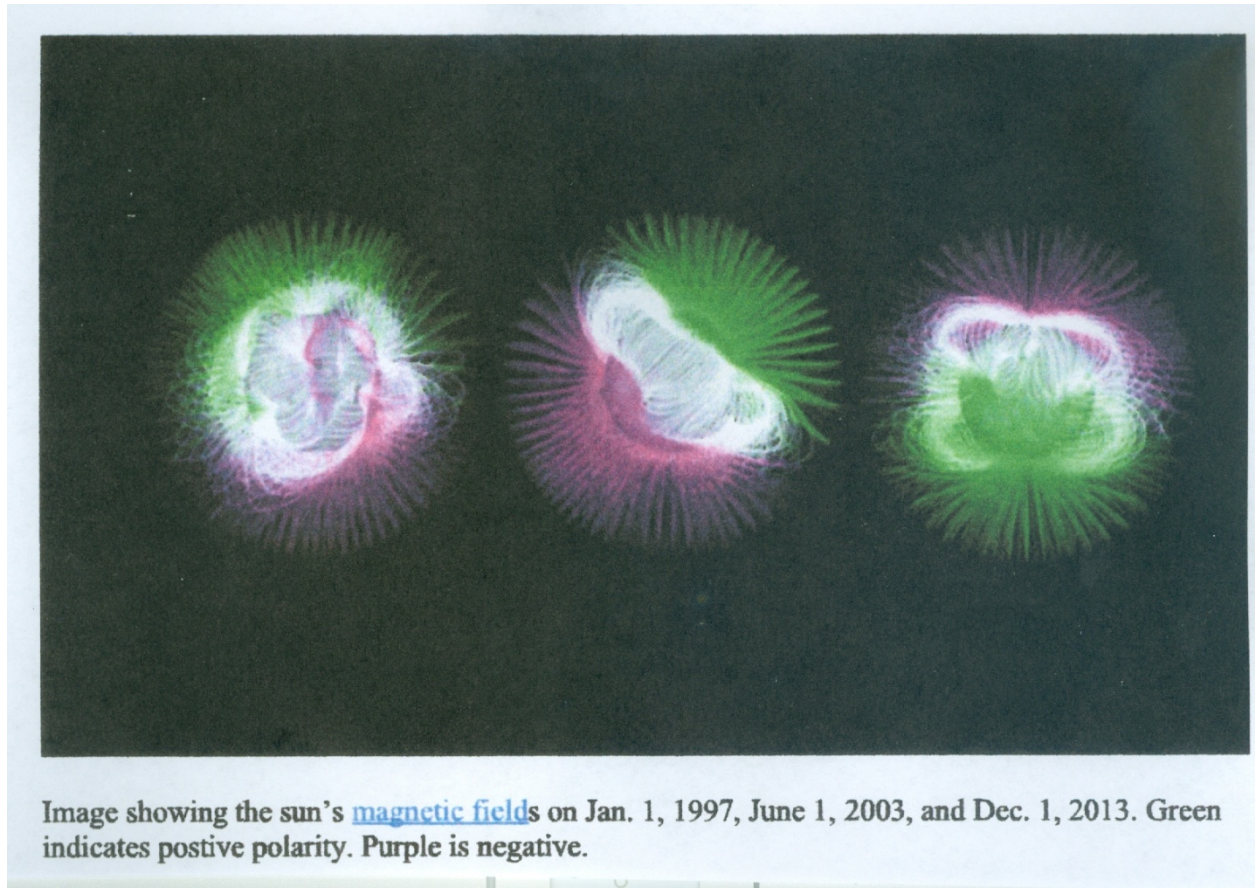 Image showing the sun’s magnetic fields on Jan. 1, 1997, June 1, 2003, and Dec. 1, 2013. Green
indicates postive polarity. Purple is negative.